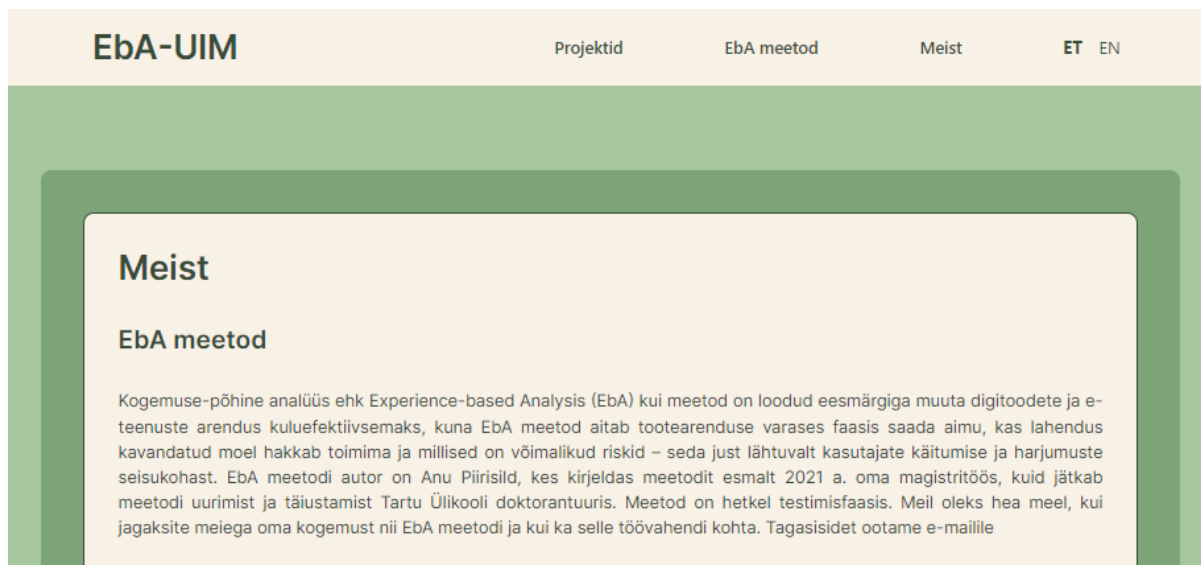 EbA-UIM
Projektid
EbA meetod
Meist
ET EN
Meist
EbA meetod
Kogemuse-põhine analüüs ehk Experience-based Analysis (EbA) kui meetod on loodud eesmärgiga muuta digitoodete ja e-
teenuste arendus kuluefektiivsemaks, kuna EbA meetod aitab tootearenduse varases faasis saada aimu, kas lahendus
kavandatud moel hakkab toimima ja millised on võimalikud riskid – seda just lähtuvalt kasutajate käitumise ja harjumuste
seisukohast. EbA meetodi autor on Anu Piirisild, kes kirjeldas meetodit esmalt 2021 a. oma magistritöös, kuid jätkab
meetodi uurimist ja täiustamist Tartu Ülikooli doktorantuuris. Meetod on hetkel testimisfaasis. Meil oleks hea meel, kui
jagaksite meiega oma kogemust nii EbA meetodi ja kui ka selle töövahendi kohta. Tagasisidet ootame e-mailile